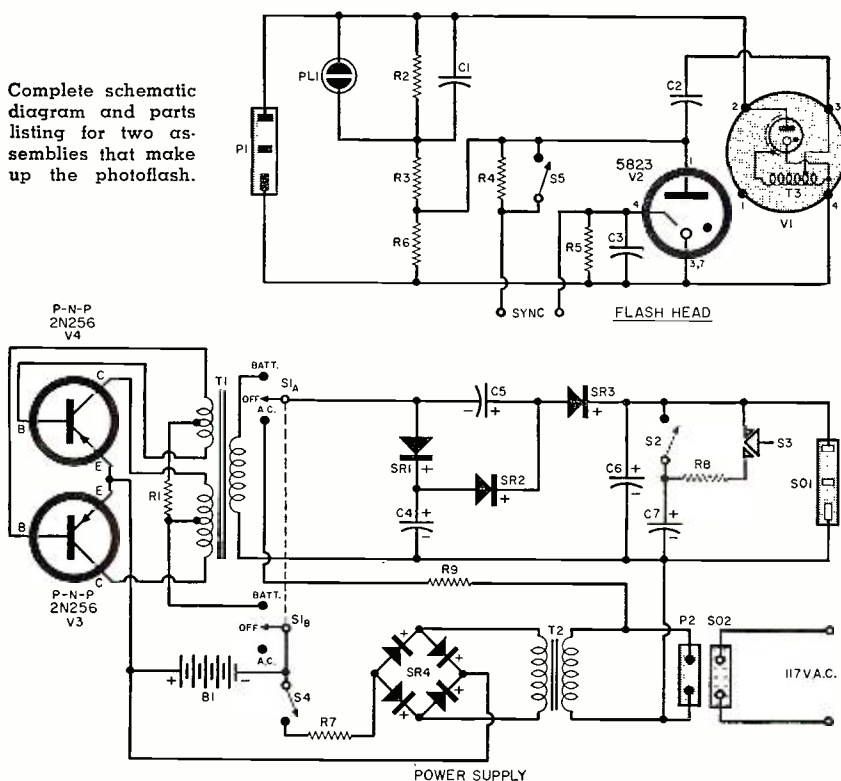 Complete schematic
diagram and parts
listing for two as-
semblies that make
up the photoflash.
PL1
R2
C1
C2
P1
R3
R4
S5
5823
V2
1
2
3
T3
1
4
V1
R6
4
R5
C3
3,7
SYNC
FLASH HEAD
P-N-P
2N256
V4
C
B
E
T1
BATT.
OFF
A.C.
S1A
C5
- +
SR3
+
SR1
+
SR2
+
C4
+
-
C6
+
-
S2
R8
S3
C7
+
-
SO1
R1
E
B
C
P-N-P
2N256
V3
BATT.
OFF
S1B
A.C.
R9
+
B1
-
S4
R7
SR4
+
+
+
+
T2
P2
SO2
117V A.C.
POWER SUPPLY